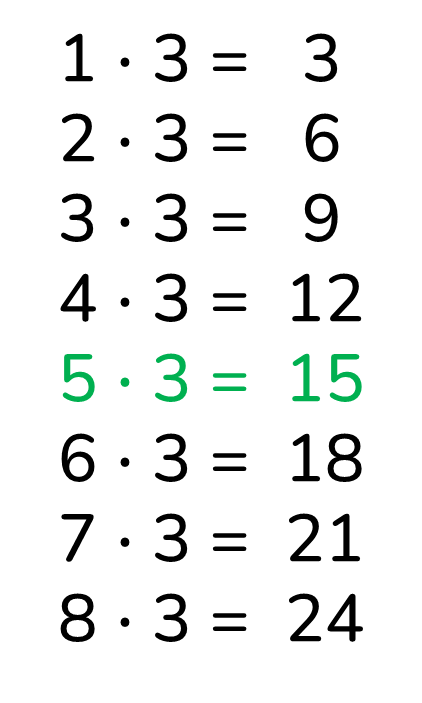 1 · 3 = 3
2 · 3 = 6
3 · 3 = 9
4 · 3 = 12
5 · 3 = 15
6 · 3 = 18
7 · 3 = 21
8 · 3 = 24